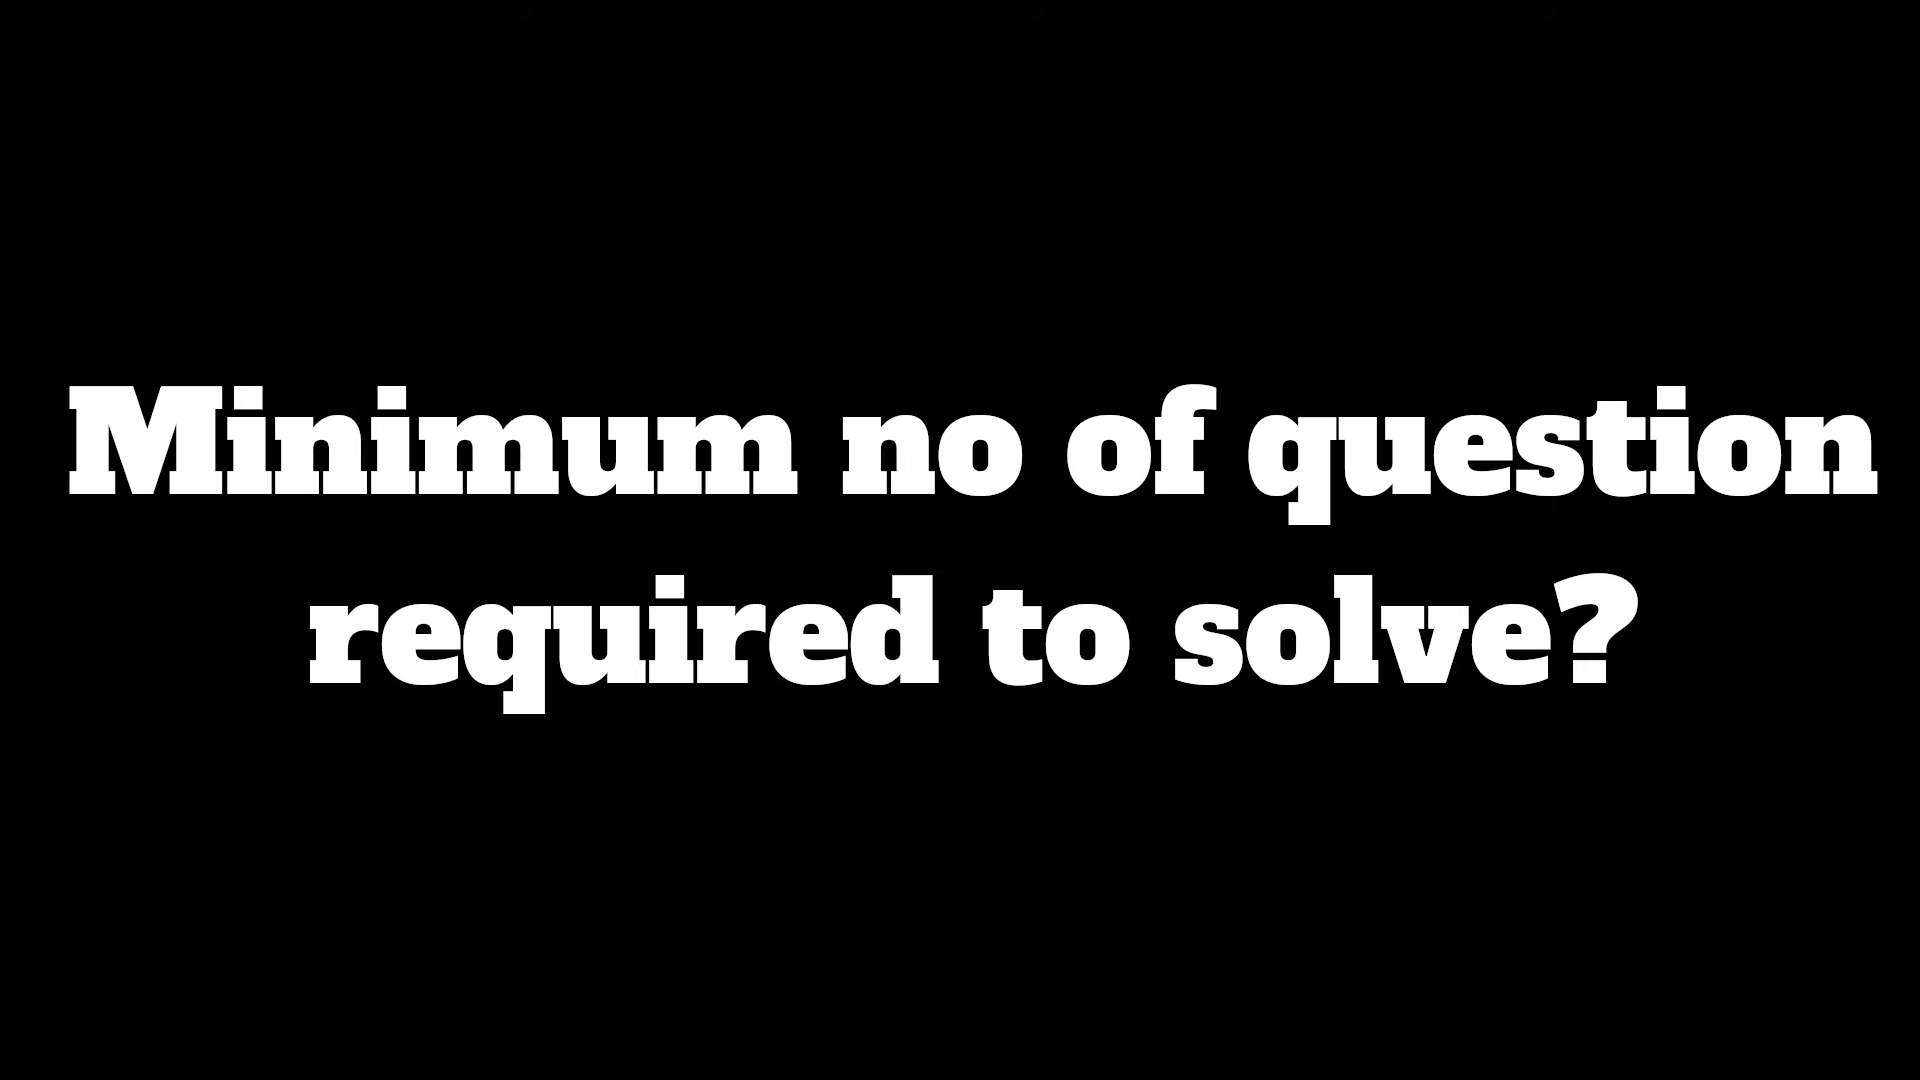 Minimum no of question
required to solve?